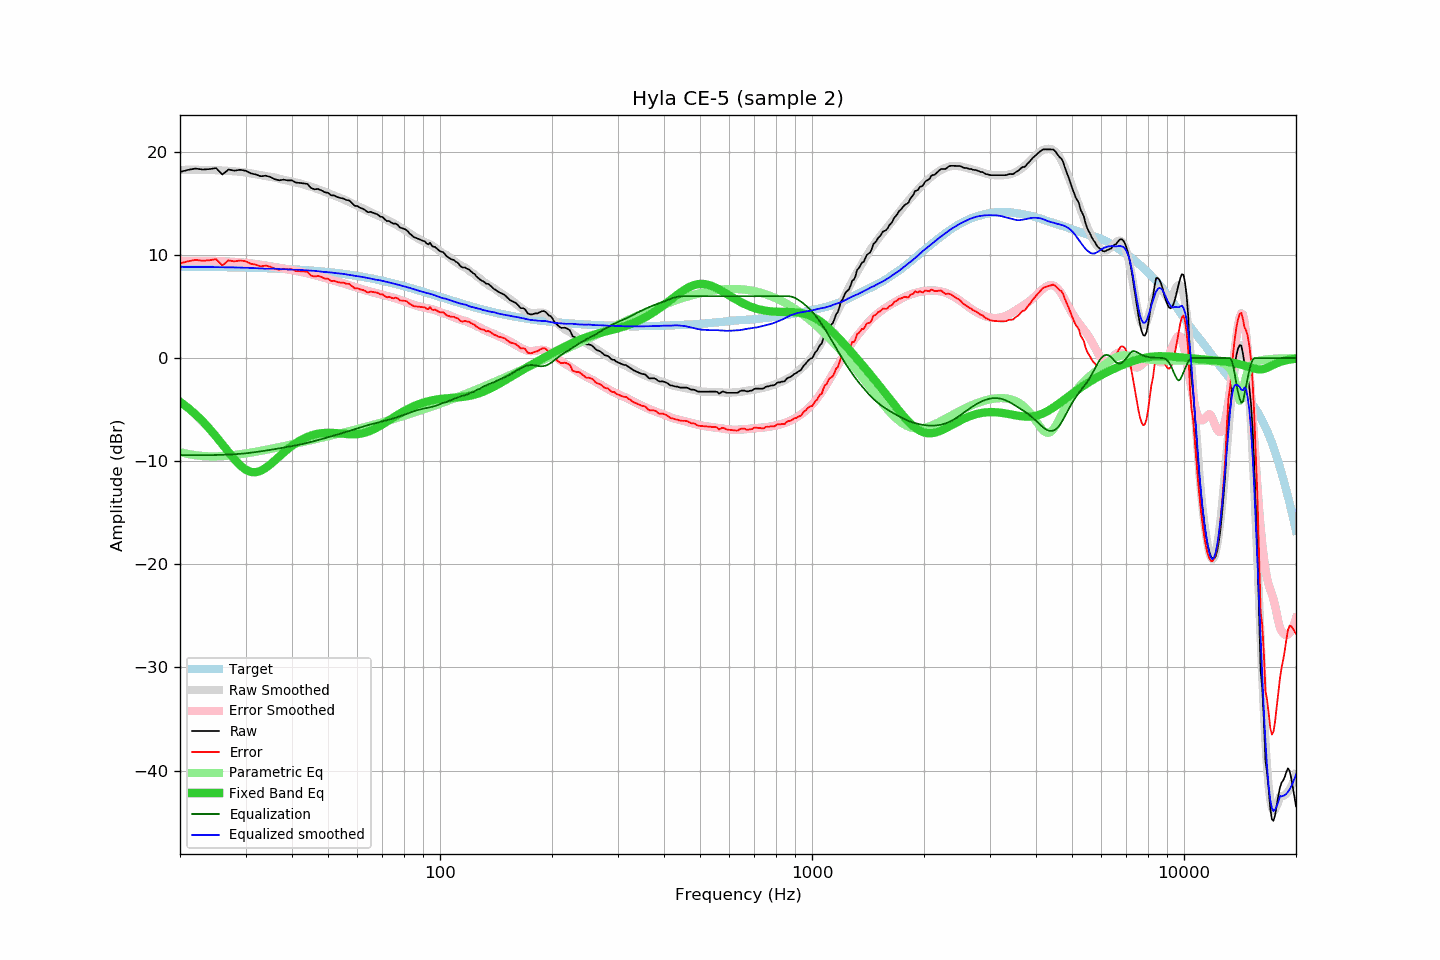 Hyla CE-5 (sample 2)
20
10
0
−10
−20
−30
−40
Amplitude (dBr)
Target
Raw Smoothed
Error Smoothed
Raw
Error
Parametric Eq
Fixed Band Eq
Equalization
Equalized smoothed
100
1000
10000
Frequency (Hz)